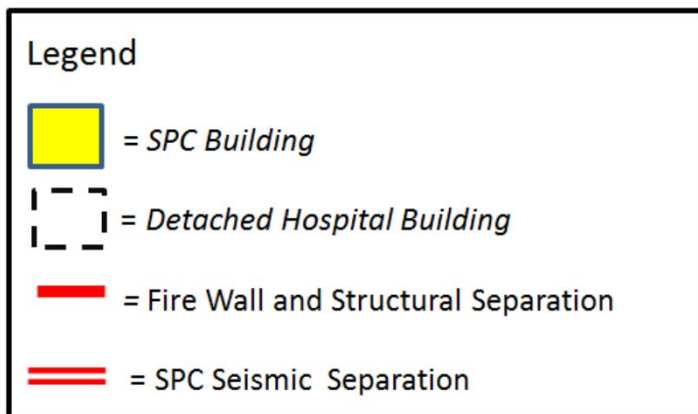 Legend
= SPC Building
= Detached Hospital Building
= Fire Wall and Structural Separation
= SPC Seismic Separation